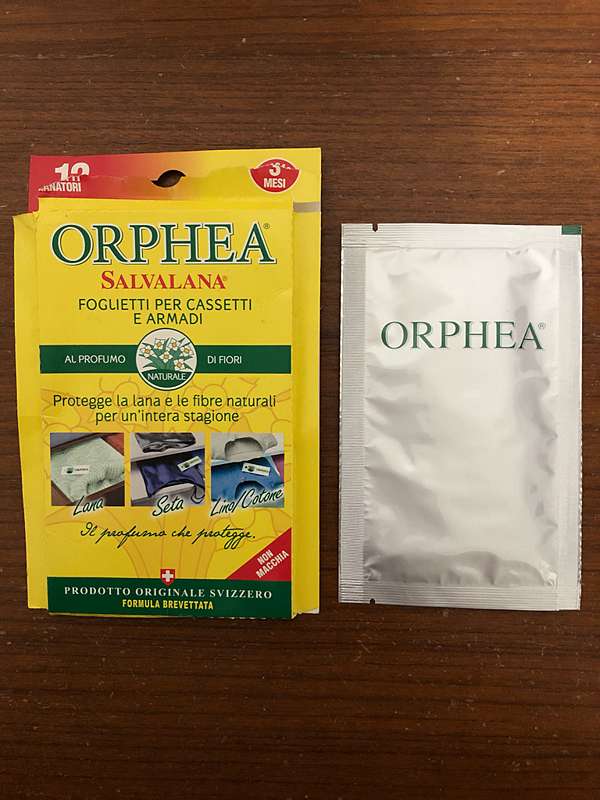 12
3
MESI
ORPHEA®
SALVALANA®
FOGLIETTI PER CASSETTI
E ARMADI
AL PROFUMO
DI FIORI
NATURALE
Protegge la lana e le fibre naturali
per un'intera stagione
Lana
Seta
Lino/Cotone
Il profumo che protegge.
NON
MACCHIA
PRODOTTO ORIGINALE SVIZZERO
FORMULA BREVETTATA
ORPHEA®